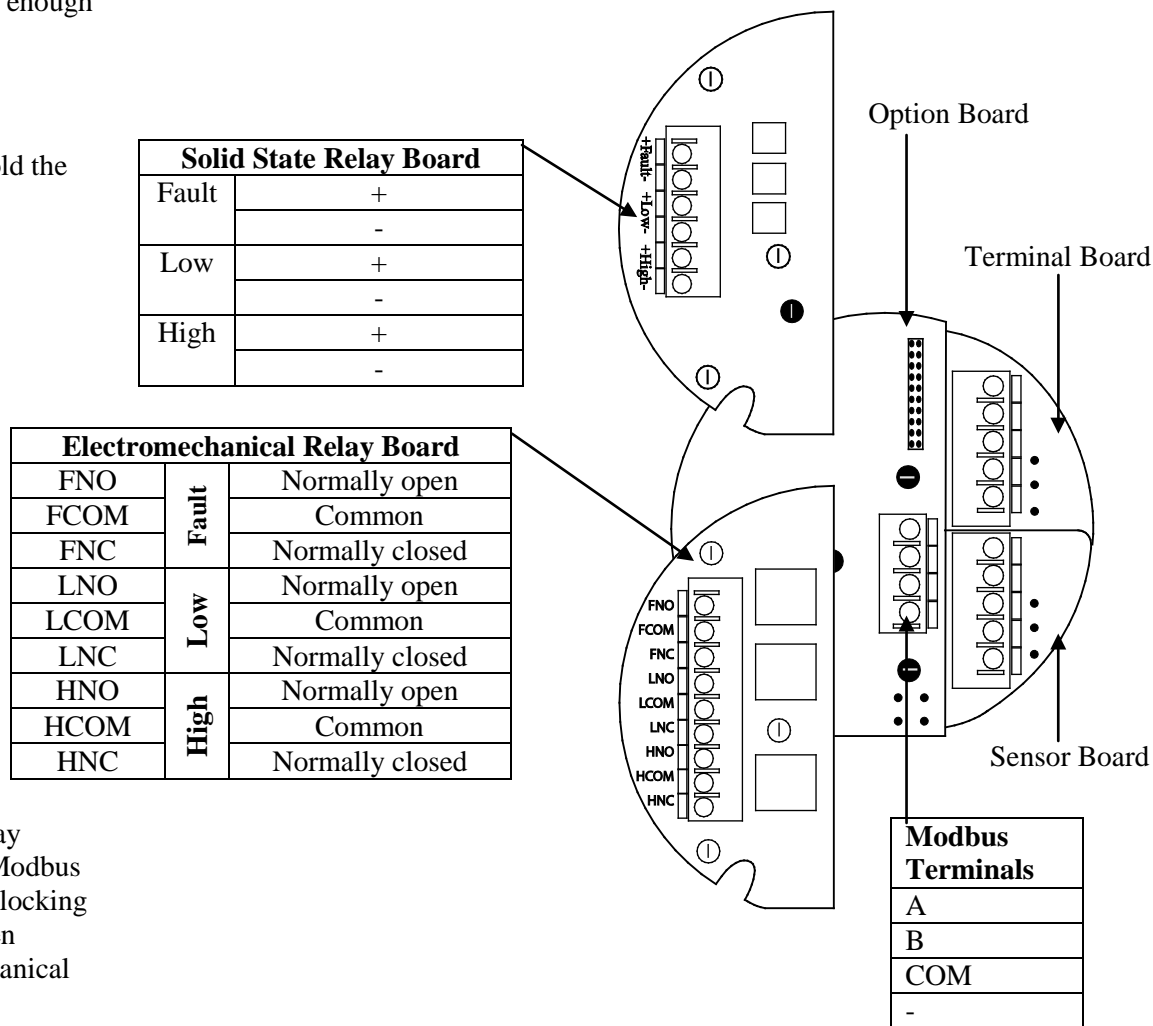 enough
old the
Solid State Relay Board
Fault +
-
Low +
-
High +
-
+Fault-
+Low-
+High-
Option Board
Terminal Board
Electromechanical Relay Board
FNO Fault Normally open
FCOM Common
FNC Normally closed
LNO Low Normally open
LCOM Common
LNC Normally closed
HNO High Normally open
HCOM Common
HNC Normally closed
FNO
FCOM
FNC
LNO
LCOM
LNC
HNO
HCOM
HNC
Sensor Board
ay
Modbus
locking
en
anical
Modbus
Terminals
A
B
COM
-